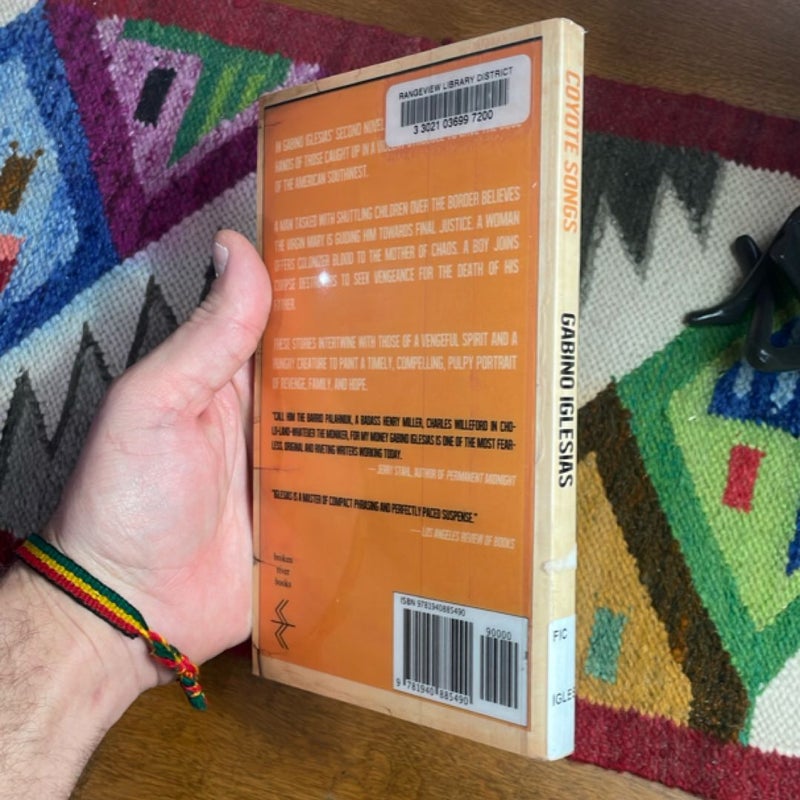 RANGEVIEW LIBRARY DISTRICT
3 3021 03699 7200
IN GABINO IGLESIAS' SECOND NOVEL
HANDS OF THOSE CAUGHT UP IN A
OF THE AMERICAN SOUTHWEST.
A MAN TASKED WITH SHUTTLING CHILDREN OVER THE BORDER BELIEVES
THE VIRGIN MARY IS GUIDING HIM TOWARDS FINAL JUSTICE. A WOMAN
OFFERS COLONIZER BLOOD TO THE MOTHER OF CHAOS. A BOY JOINS
CORPSE TO SEEK VENGEANCE FOR THE DEATH OF HIS
FATHER.
THESE STORIES INTERTWINE WITH THOSE OF A VENGEFUL SPIRIT AND A
HUNGRY CREATURE TO PAINT A TIMELY, COMPELLING, PULPY PORTRAIT
OF REVENGE, FAMILY, AND HOPE.
"CALL HIM THE BARRIO PALAHNIUK, A BADASS HENRY MILLER, CHARLES WILLEFORD IN CHO-
LO-LAND-WHATEVER THE MONIKER, FOR MY MONEY GABINO IGLESIAS IS ONE OF THE MOST FEAR-
LESS, ORIGINAL AND RIVETING WRITERS WORKING TODAY.
— JERRY STAHL, AUTHOR OF PERMANENT MIDNIGHT
"IGLESIAS IS A MASTER OF COMPACT PHRASING AND PERFECTLY PACED SUSPENSE."
— LOS ANGELES REVIEW OF BOOKS
broken
river
books
ISBN 9781940885490
90000
9 781940 885490
COYOTE SONGS
GABINO IGLESIAS
FIC
IGLES